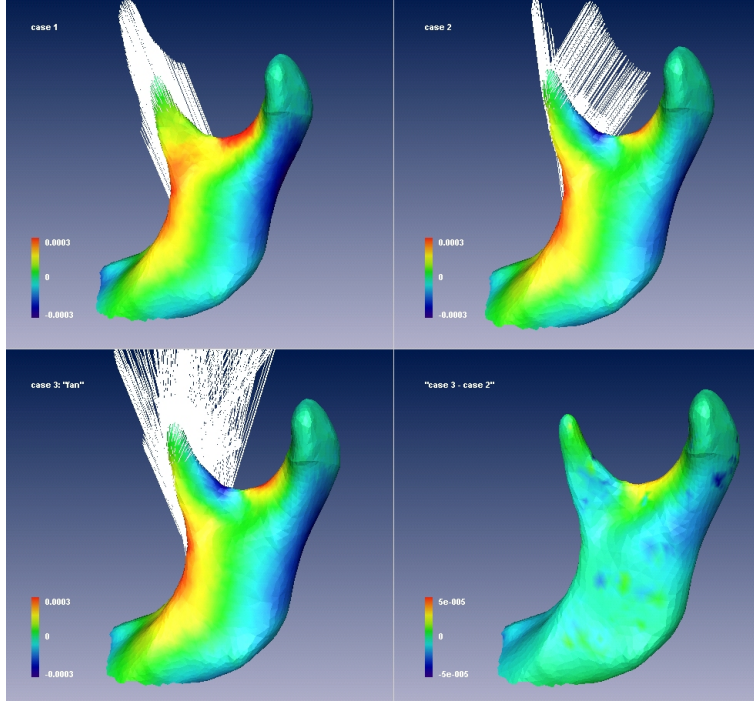 case 1
0.0003
0
-0.0003
case 2
0.0003
0
-0.0003
case 3: "fan"
0.0003
0
-0.0003
"case 3 - case 2"
5e-005
0
-5e-005